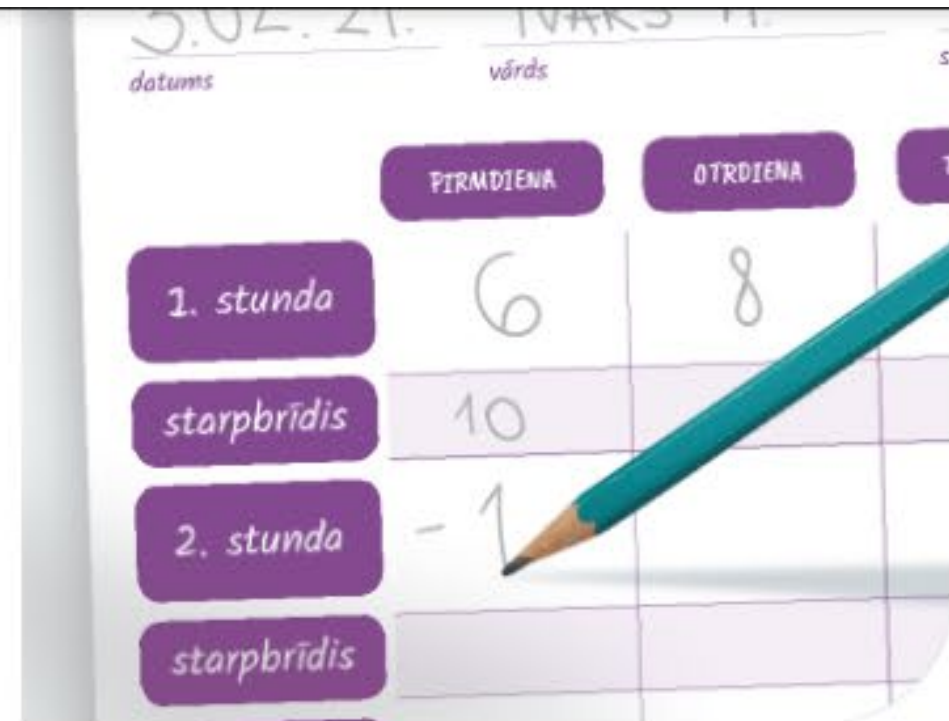 datums vārds
PIRMDIENA OTRDIENA
1. stunda 6 8
starpbrīdis 10
2. stunda - 1
starpbrīdis